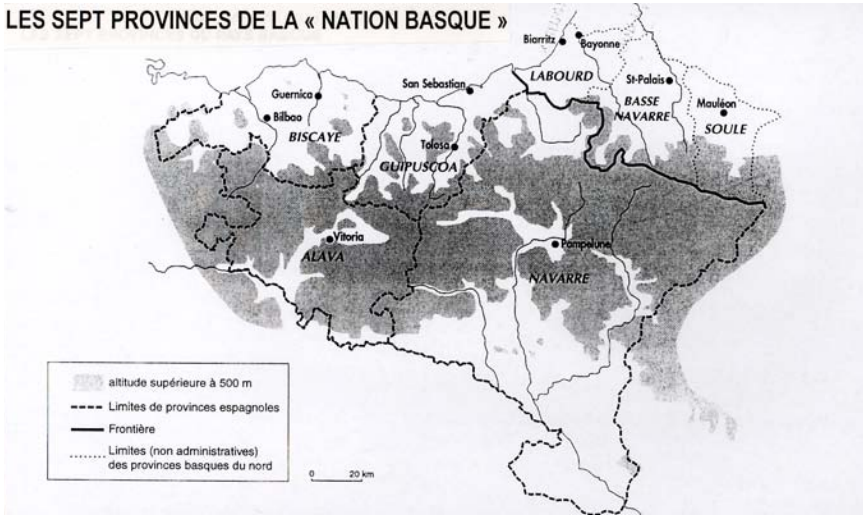 LES SEPT PROVINCES DE LA « NATION BASQUE »
Biarritz
Bayonne
LABOURD
St-Palais
BASSE
NAVARRE
Mauléon
SOULE
San Sebastian
Guernica
Bilbao
BISCAYE
Tolosa
GUIPUSCOA
Vitoria
ALAVA
Pampelune
NAVARRE
altitude supérieure à 500 m
Limites de provinces espagnoles
Frontière
Limites (non administratives)
des provinces basques du nord
0 20 km